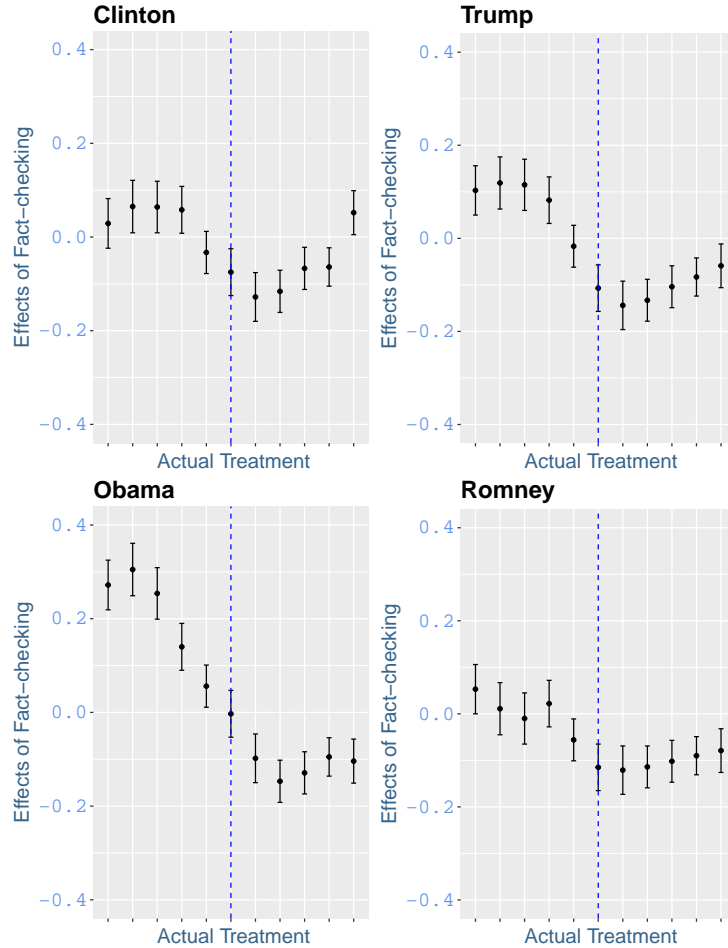 Clinton
Effects of Fact−checking
0.4
0.2
0.0
−0.2
−0.4
Actual Treatment
Trump
Effects of Fact−checking
0.4
0.2
0.0
−0.2
−0.4
Actual Treatment
Obama
Effects of Fact−checking
0.4
0.2
0.0
−0.2
−0.4
Actual Treatment
Romney
Effects of Fact−checking
0.4
0.2
0.0
−0.2
−0.4
Actual Treatment